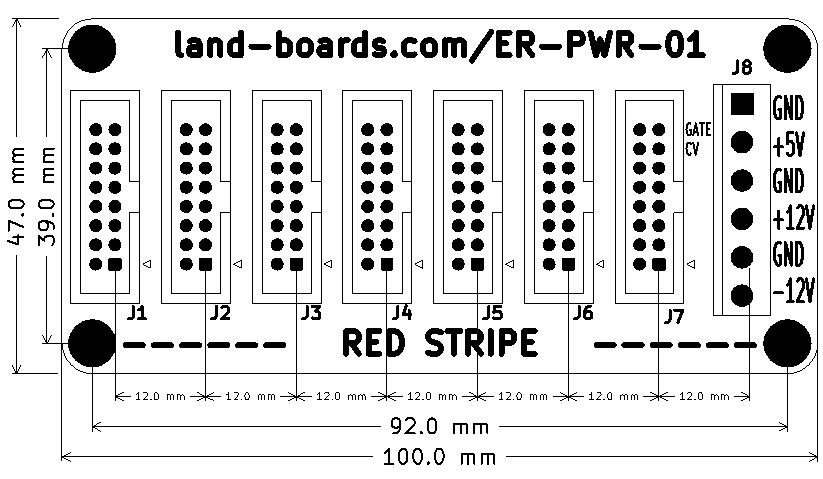 land-boards.com/ER-PWR-01
J8
GND
GATE
CV
+5V
GND
+12V
GND
-12V
47.0 mm
39.0 mm
J1 J2 J3 J4 J5 J6 J7
RED STRIPE
12.0 mm 12.0 mm 12.0 mm 12.0 mm 12.0 mm 12.0 mm 12.0 mm
92.0 mm
100.0 mm